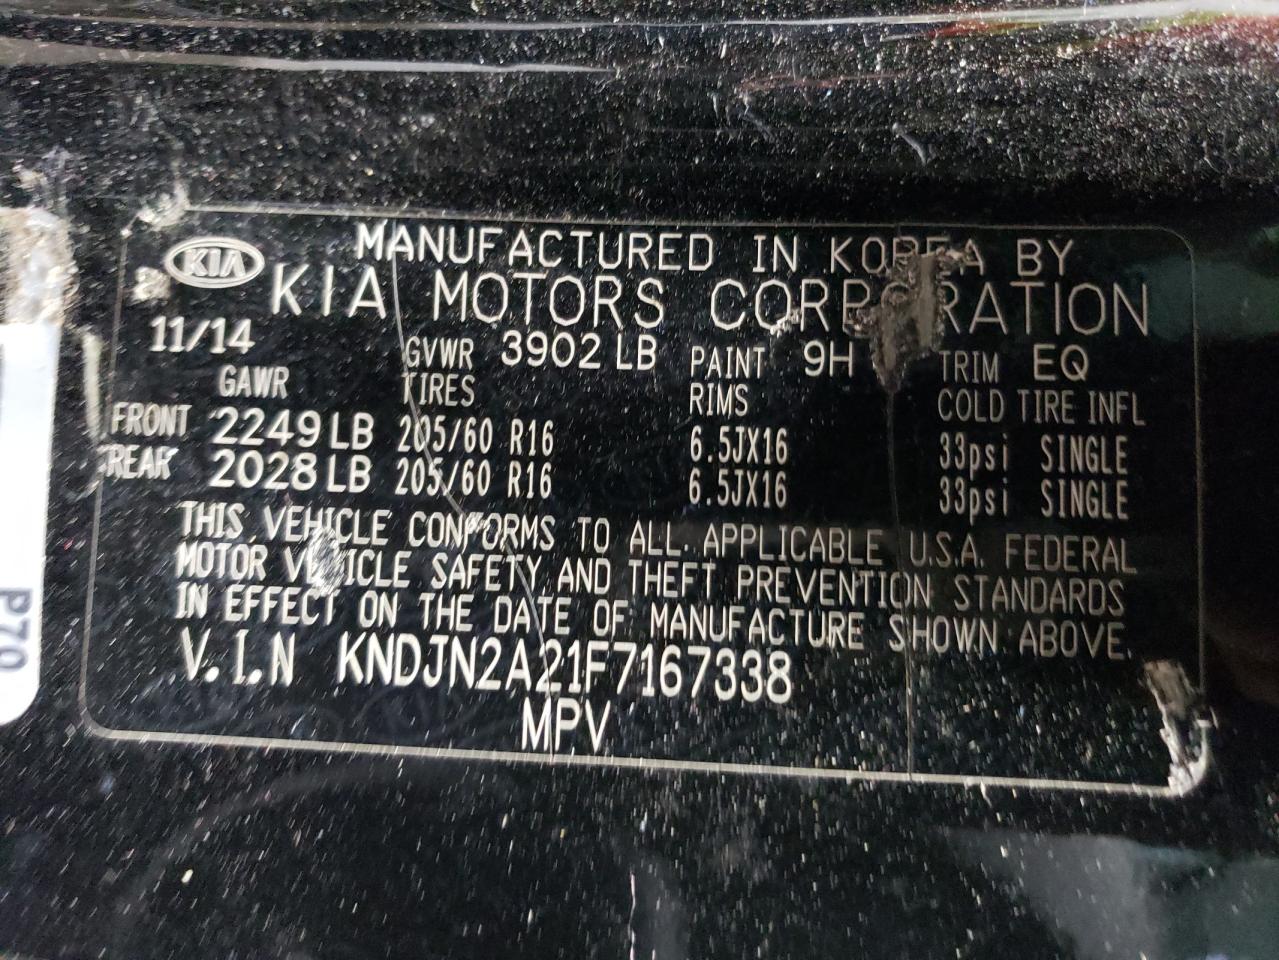 MANUFACTURED IN KOREA BY
KIA KIA MOTORS CORPORATION
11/14 GVWR 3902 LB PAINT 9H TRIM EQ
GAWR TIRES RIMS COLD TIRE INFL
FRONT 2249 LB 205/60 R16 6.5JX16 33psi SINGLE
REAR 2028 LB 205/60 R16 6.5JX16 33psi SINGLE
THIS VEHICLE CONFORMS TO ALL APPLICABLE U.S.A. FEDERAL
MOTOR VEHICLE SAFETY AND THEFT PREVENTION STANDARDS
IN EFFECT ON THE DATE OF MANUFACTURE SHOWN ABOVE.
V.I.N KNDJN2A21F7167338
MPV
P79